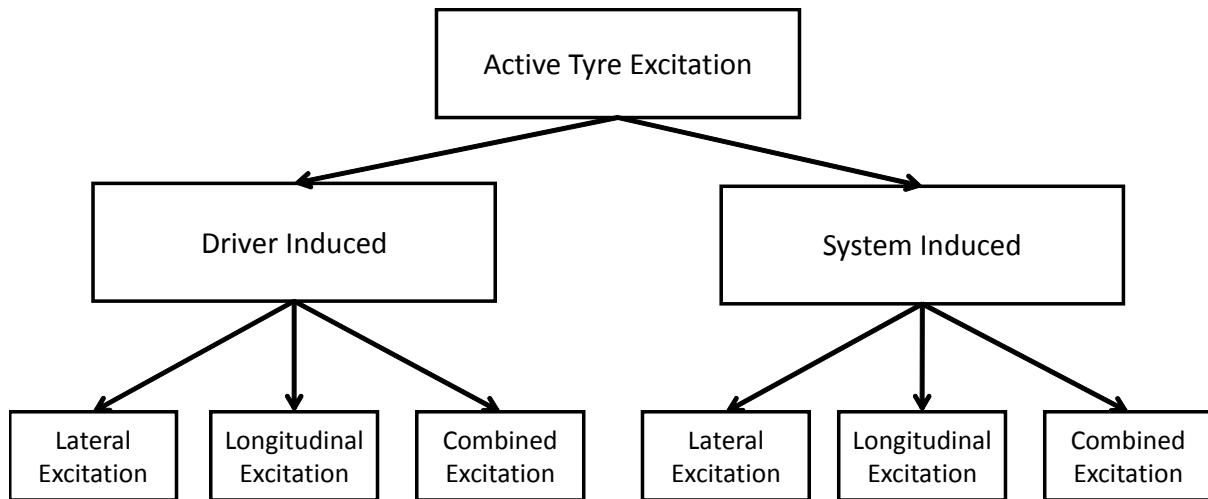 Active Tyre Excitation
Driver Induced
System Induced
Lateral
Excitation
Longitudinal
Excitation
Combined
Excitation
Lateral
Excitation
Longitudinal
Excitation
Combined
Excitation